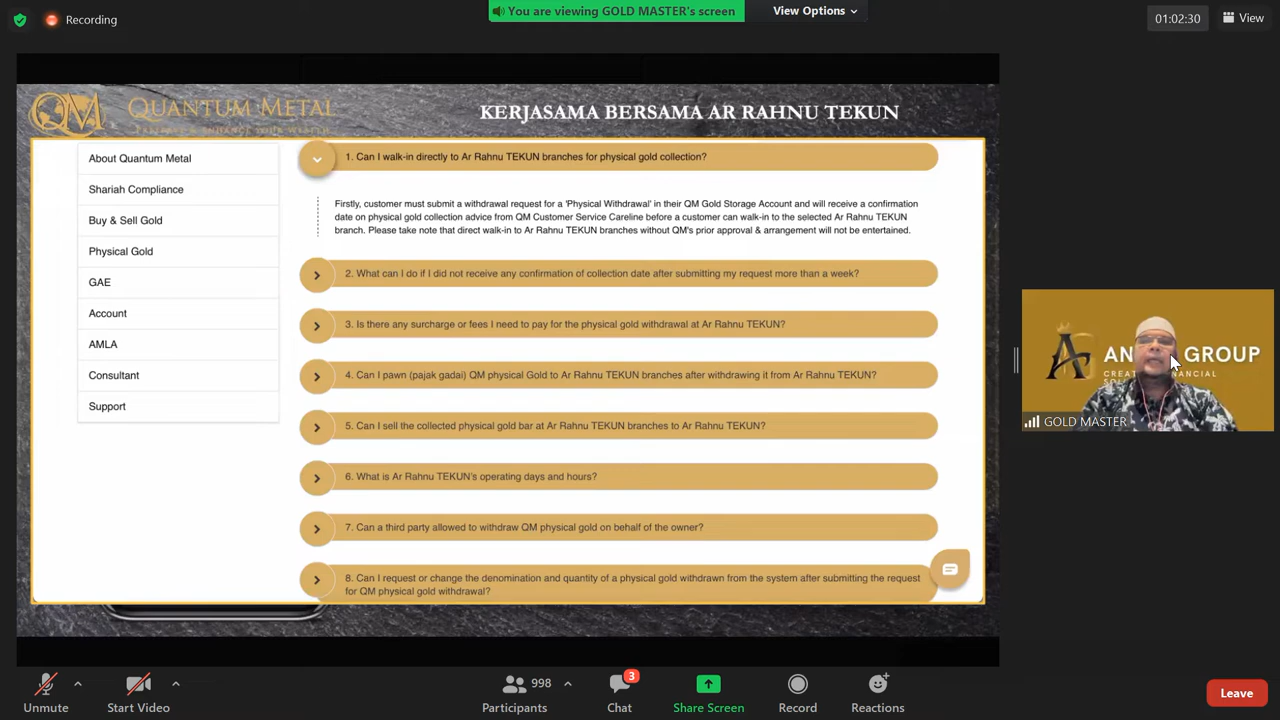 Recording
You are viewing GOLD MASTER's screen
View Options
01:02:30
View
QM QUANTUM METAL
KERJASAMA BERSAMA AR RAHNU TEKUN
About Quantum Metal
Shariah Compliance
Buy & Sell Gold
Physical Gold
GAE
Account
AMLA
Consultant
Support
1. Can I walk-in directly to Ar Rahnu TEKUN branches for physical gold collection?
Firstly, customer must submit a withdrawal request for a 'Physical Withdrawal' in their QM Gold Storage Account and will receive a confirmation
date on physical gold collection advice from QM Customer Service Careline before a customer can walk-in to the selected Ar Rahnu TEKUN
branch. Please take note that direct walk-in to Ar Rahnu TEKUN branches without QM's prior approval & arrangement will not be entertained.
2. What can I do if I did not receive any confirmation of collection date after submitting my request more than a week?
3. Is there any surcharge or fees I need to pay for the physical gold withdrawal at Ar Rahnu TEKUN?
4. Can I pawn (pajak gadai) QM physical Gold to Ar Rahnu TEKUN branches after withdrawing it from Ar Rahnu TEKUN?
5. Can I sell the collected physical gold bar at Ar Rahnu TEKUN branches to Ar Rahnu TEKUN?
6. What is Ar Rahnu TEKUN's operating days and hours?
7. Can a third party allowed to withdraw QM physical gold on behalf of the owner?
8. Can I request or change the denomination and quantity of a physical gold withdrawn from the system after submitting the request
for QM physical gold withdrawal?
GROUP
GOLD MASTER
Unmute
Start Video
998
Participants
3
Chat
Share Screen
Record
Reactions
Leave